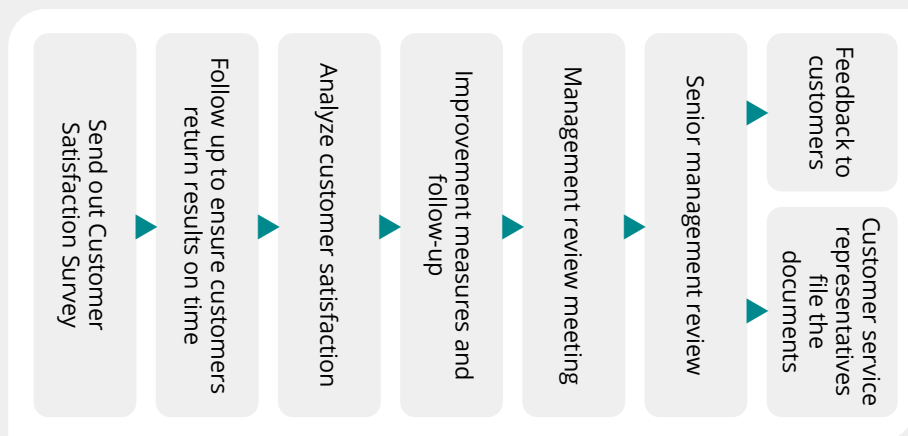 Send out Customer
Satisfaction Survey
Follow up to ensure customers
return results on time
Analyze customer satisfaction
Improvement measures and
follow-up
Management review meeting
Senior management review
Feedback to
customers
Customer service
representatives
file the
documents